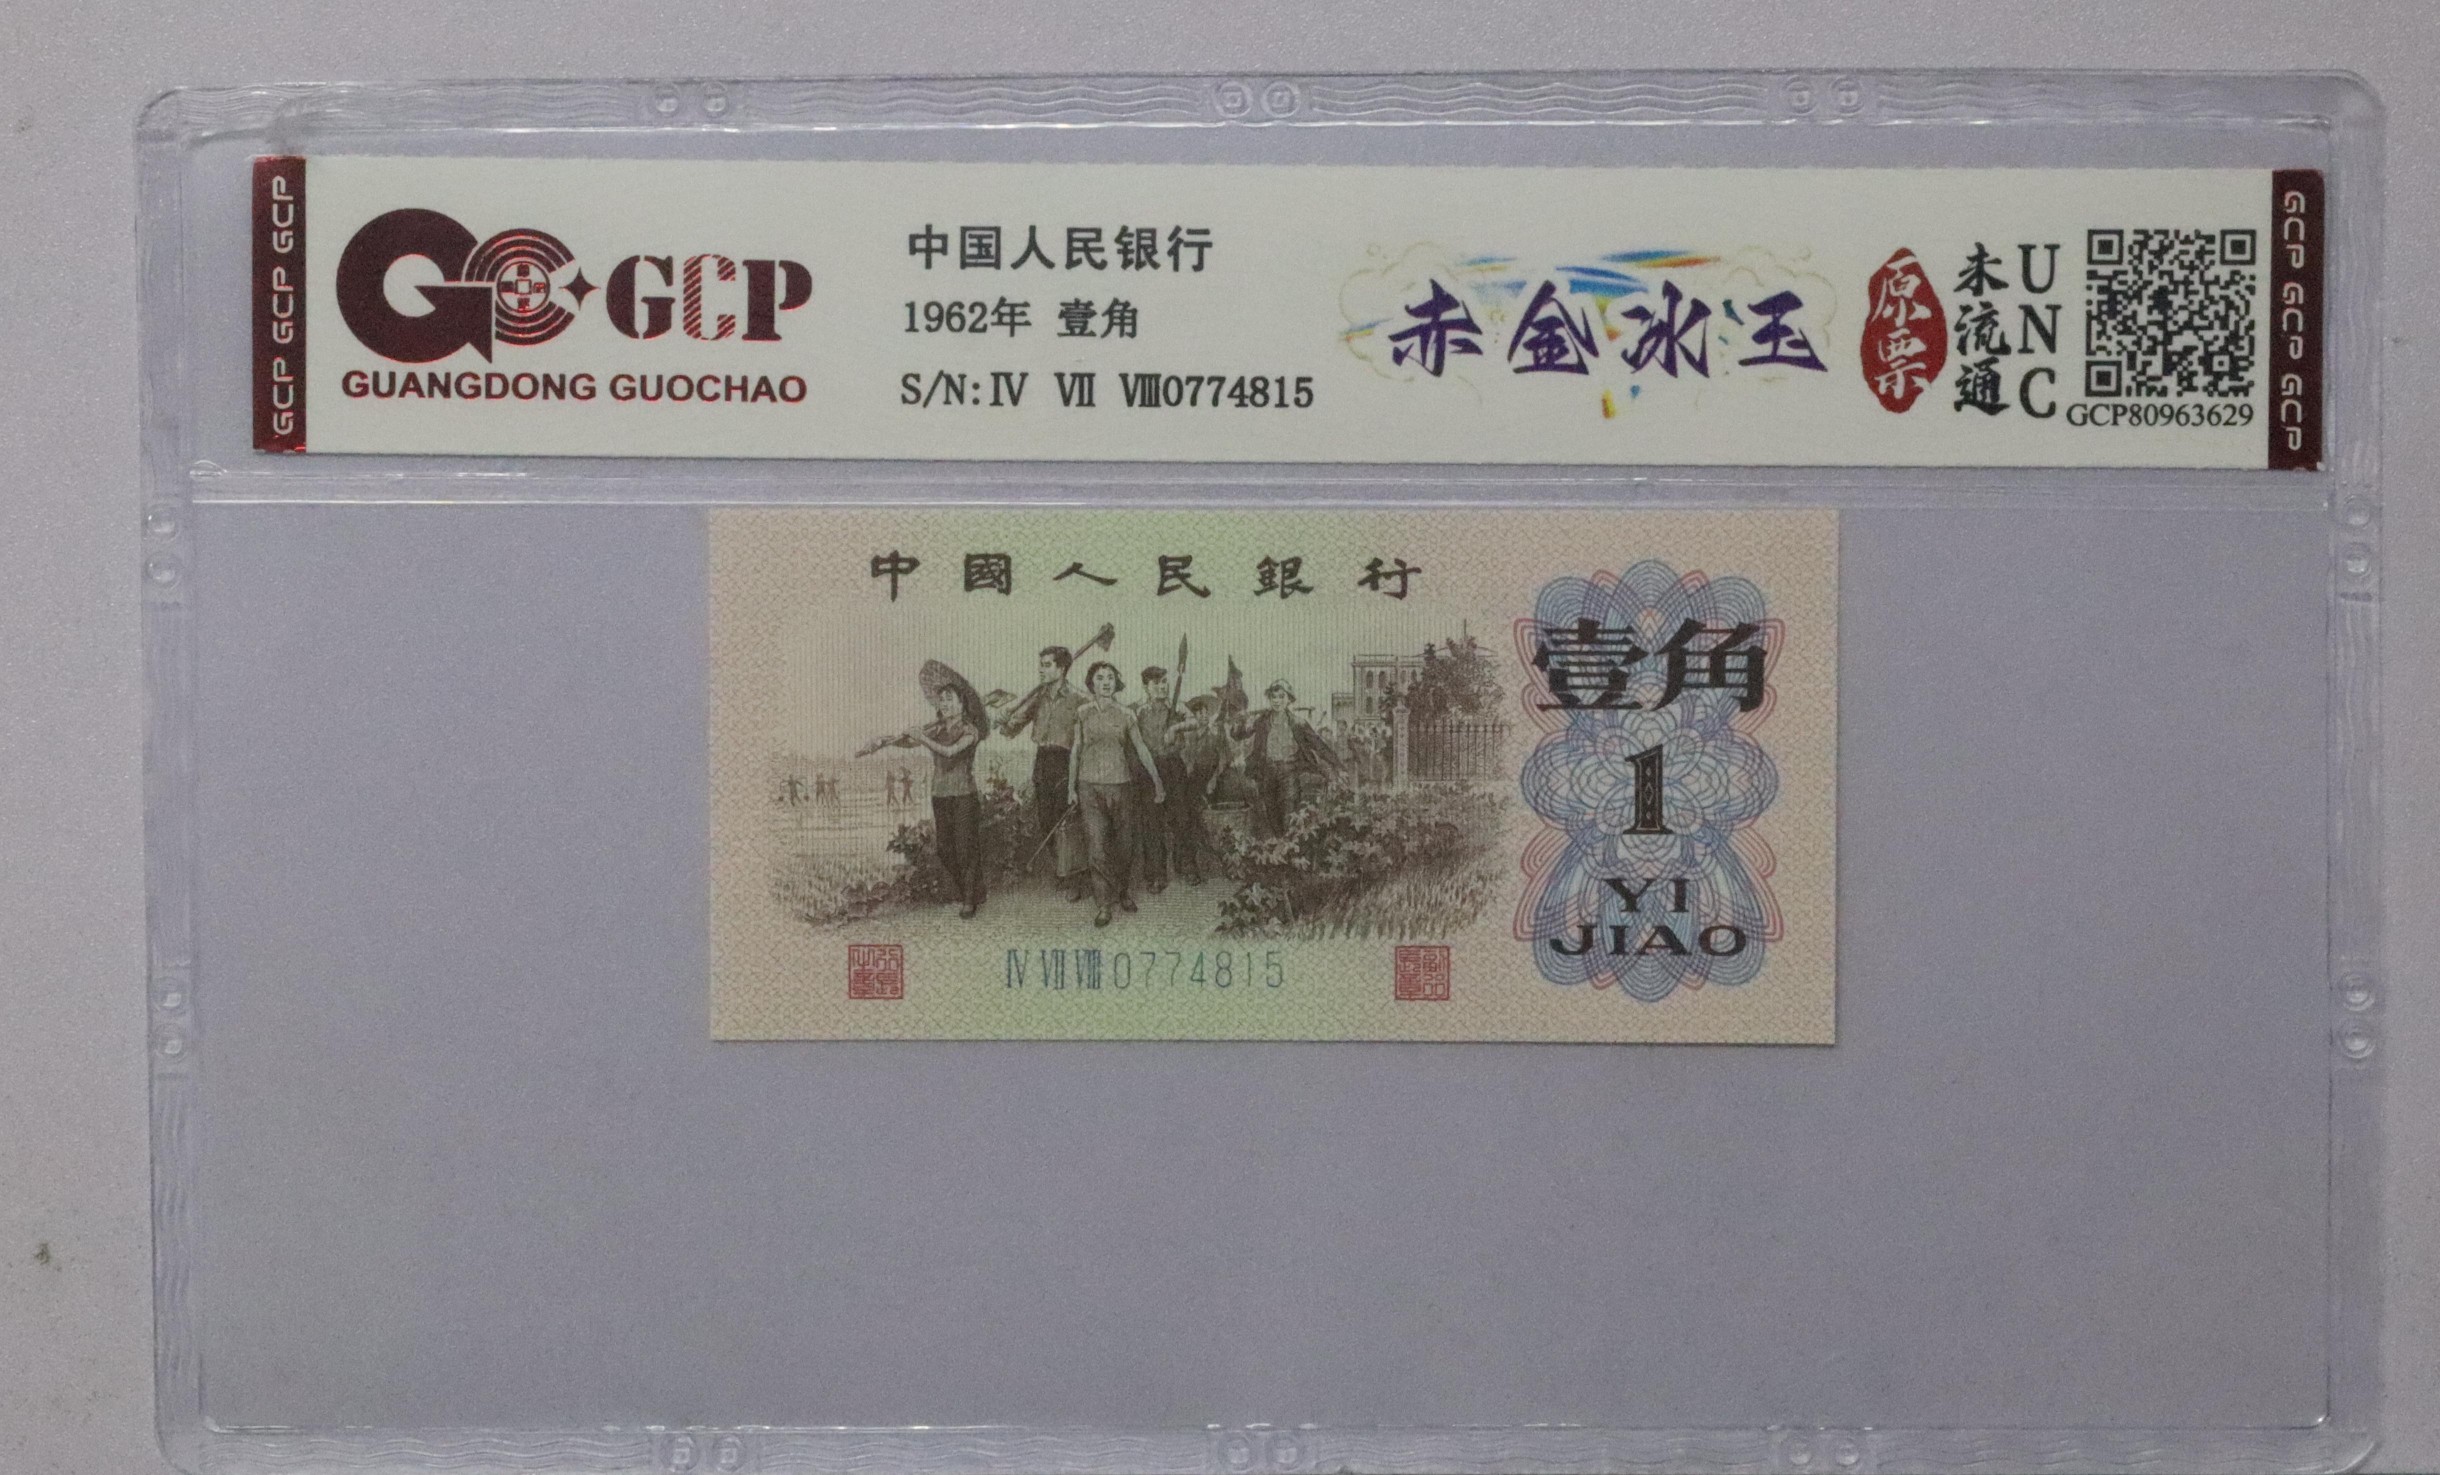 GCP GCP GCP
GCP
GUANGDONG GUOCHAO
中国人民银行
1962年 壹角
S/N: Ⅳ Ⅶ Ⅷ0774815
赤金冰玉
原票
未流通
UNC
GCP80963629
GCP GCP GCP
中國人民銀行
壹角
1
YI
JIAO
Ⅳ Ⅶ Ⅷ 0774815